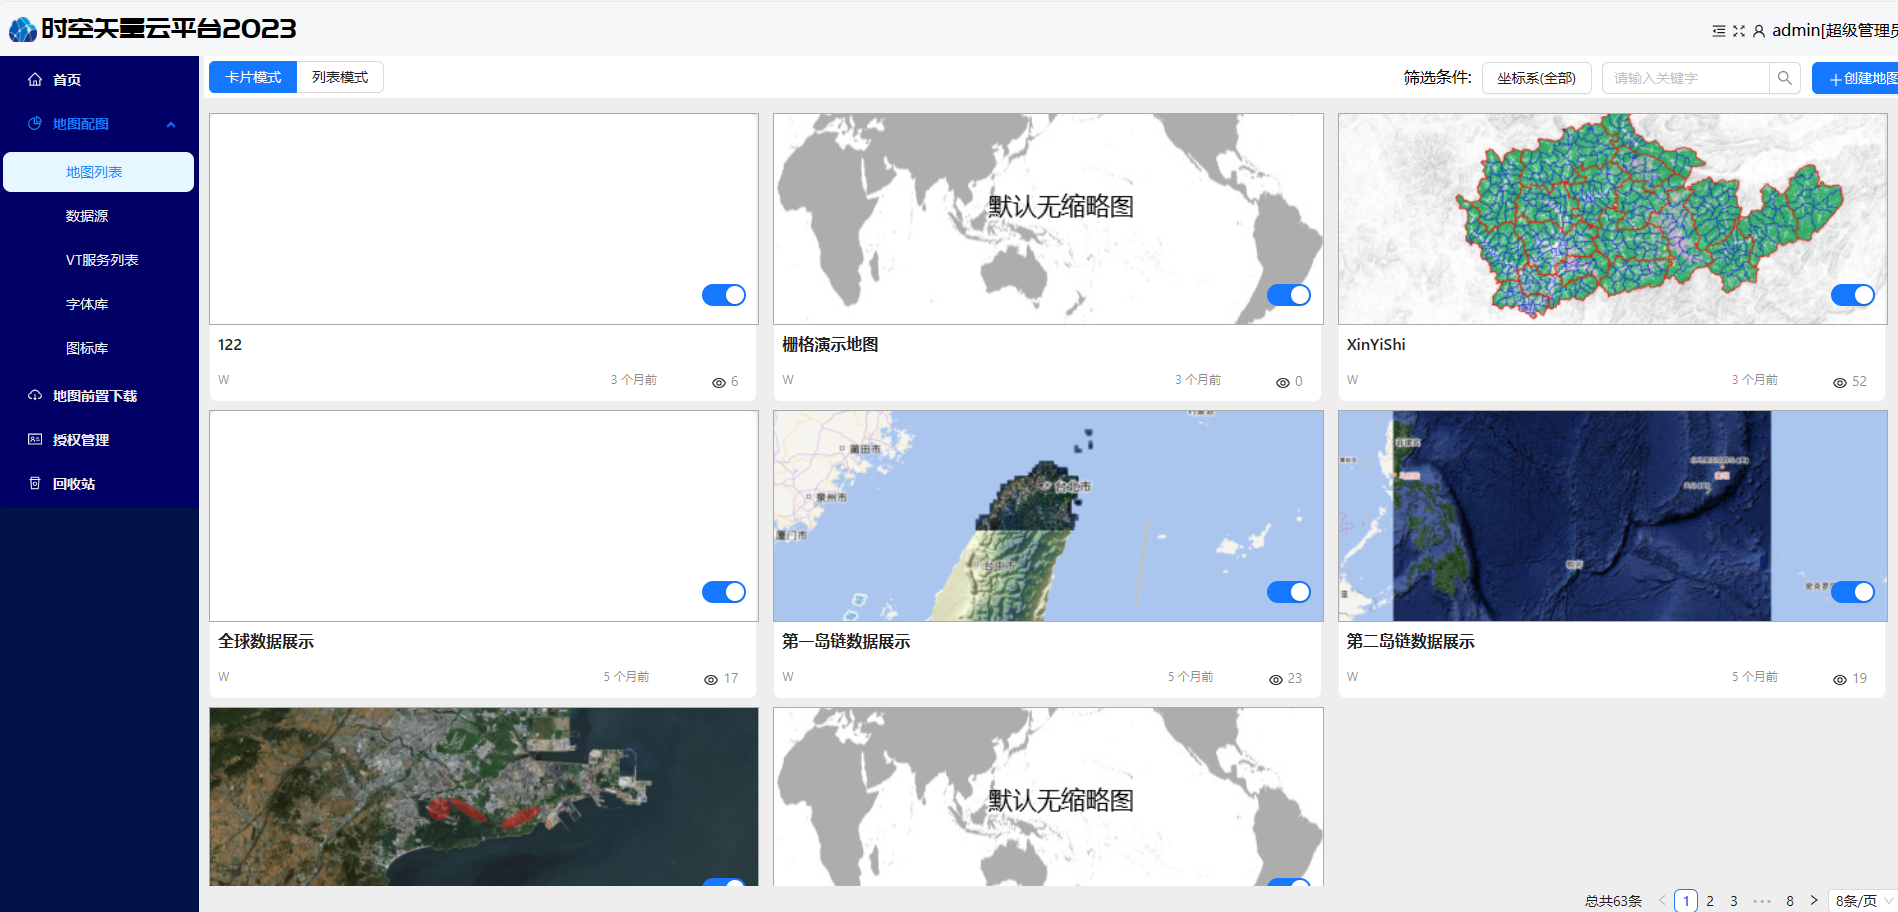 时空矢量云平台2023
admin[超级管理员
首页
地图配图
地图列表
数据源
VT服务列表
字体库
图标库
地图前置下载
授权管理
回收站
卡片模式
列表模式
筛选条件:
坐标系(全部)
请输入关键字
创建地图
默认无缩略图
122
W
3 个月前
6
栅格演示地图
W
3 个月前
0
XinYiShi
W
3 个月前
52
莆田市
泉州市
厦门市
台北市
台中市
全球数据展示
W
5 个月前
17
第一岛链数据展示
W
5 个月前
23
第二岛链数据展示
W
5 个月前
19
默认无缩略图
总共63条
1
2
3
•••
8
8条/页